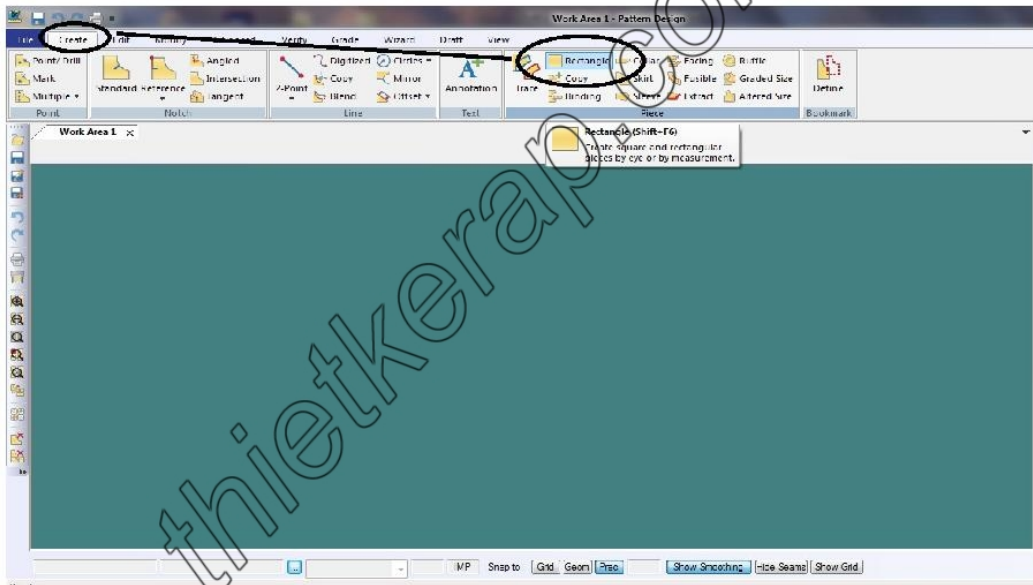 Work Area 1 - Pattern Design
File Create Edit Modify Advanced Verify Grade Wizard Draft View
Point/Drill Angled Digitized Circles Rectangle Collar Facing Ruffle
Mark Intersection Copy Mirror Copy Skirt Fusible Graded Size
Multiple Standard Reference Tangent 2-Point Blend Offset Annotation Trace Binding Sleeve Extract Altered Size Define
Point Notch Line Text Piece Bookmark
Work Area 1 x
Rectangle (Shift+F6)
Create square and rectangular
pieces by eye or by measurement.
thietkerap.com
... MP Snap to Grid Geom Prec Show Smoothing Hide Seams Show Grid